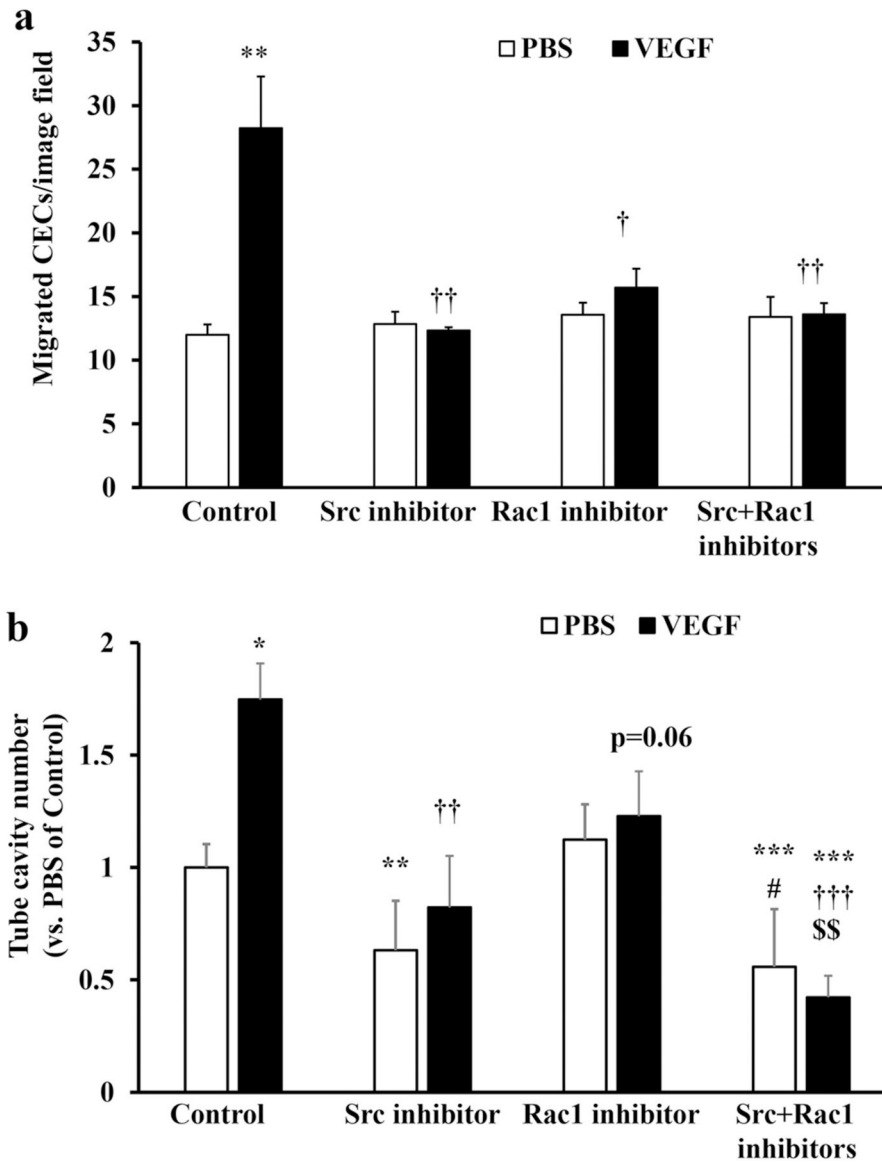 a
PBS VEGF
Migrated CECs/image field
35
30
25
20
15
10
5
0
**
††
†
††
Control Src inhibitor Rac1 inhibitor Src+Rac1
inhibitors
b
PBS VEGF
Tube cavity number
(vs. PBS of Control)
2
1.5
1
0.5
0
*
**
††
p=0.06
*** ***
# †††
$$
Control Src inhibitor Rac1 inhibitor Src+Rac1
inhibitors